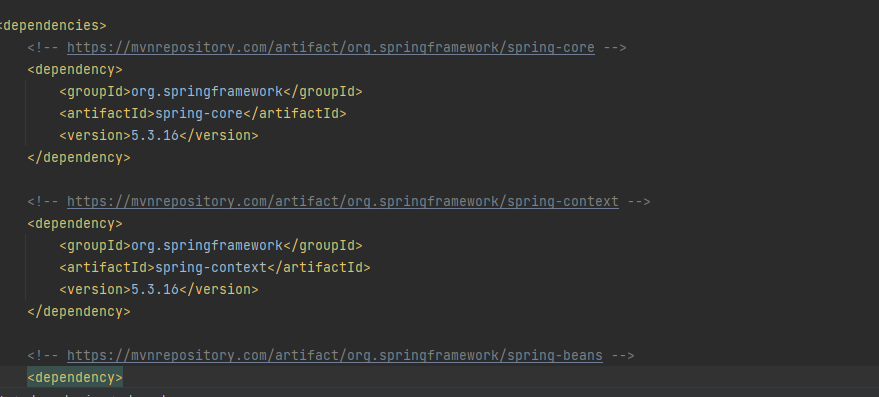 <dependencies>
<!-- https://mvnrepository.com/artifact/org.springframework/spring-core -->
<dependency>
<groupId>org.springframework</groupId>
<artifactId>spring-core</artifactId>
<version>5.3.16</version>
</dependency>
<!-- https://mvnrepository.com/artifact/org.springframework/spring-context -->
<dependency>
<groupId>org.springframework</groupId>
<artifactId>spring-context</artifactId>
<version>5.3.16</version>
</dependency>
<!-- https://mvnrepository.com/artifact/org.springframework/spring-beans -->
<dependency>